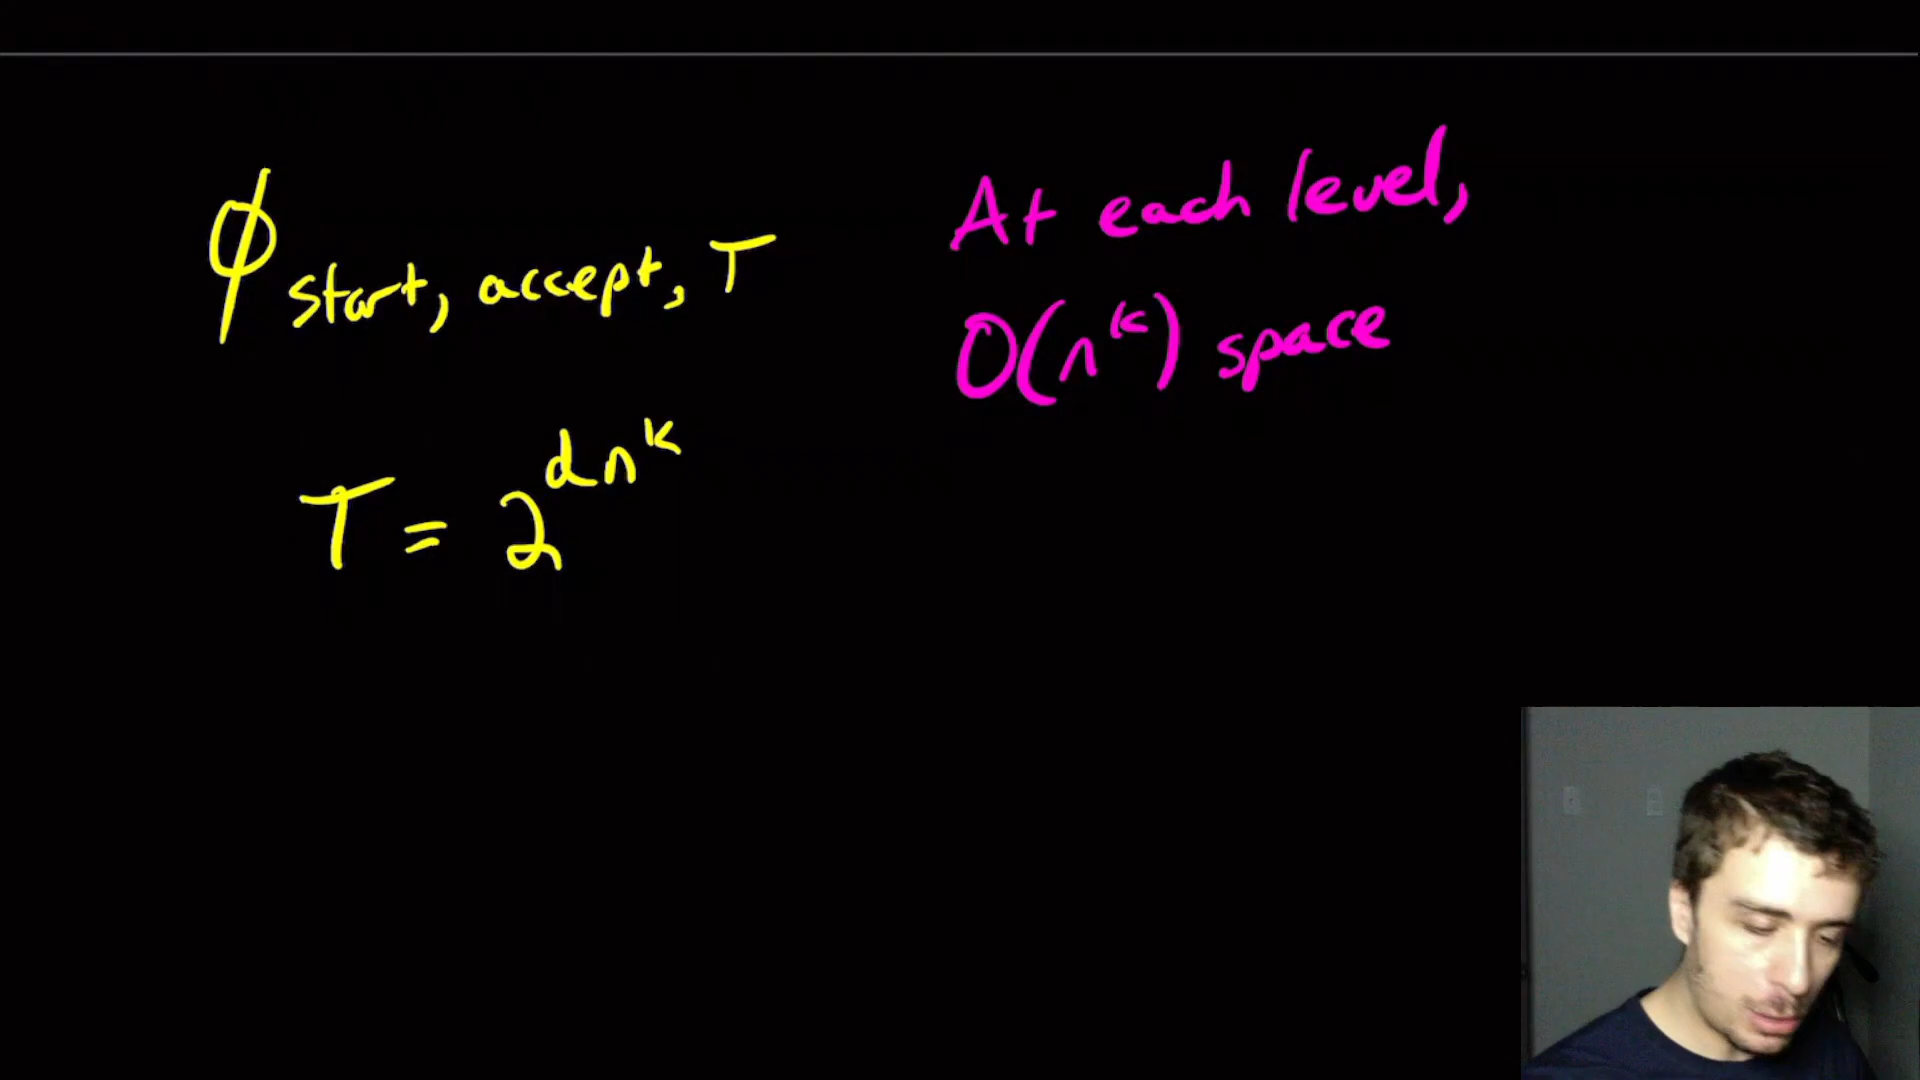 ϕ start, accept, T
T = 2^{dn^k}
At each level,
O(n^k) space